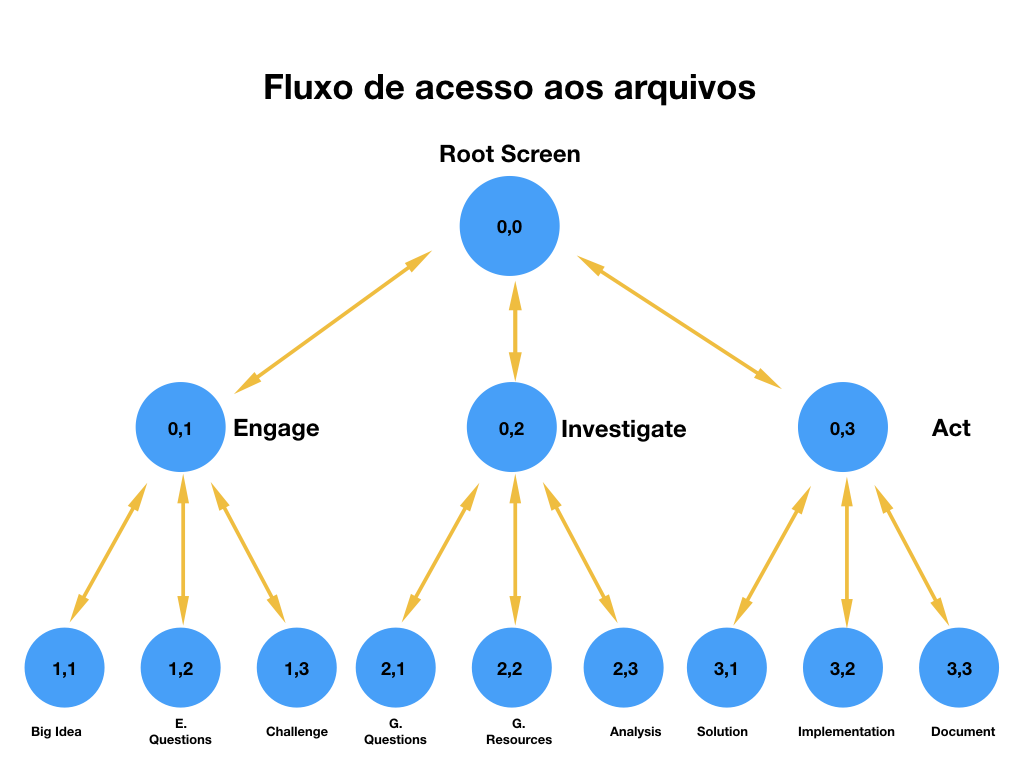 Fluxo de acesso aos arquivos
Root Screen
0,0
0,1
Engage
0,2
Investigate
0,3
Act
1,1
1,2
1,3
2,1
2,2
2,3
3,1
3,2
3,3
Big Idea
E.
Questions
Challenge
G.
Questions
G.
Resources
Analysis
Solution
Implementation
Document